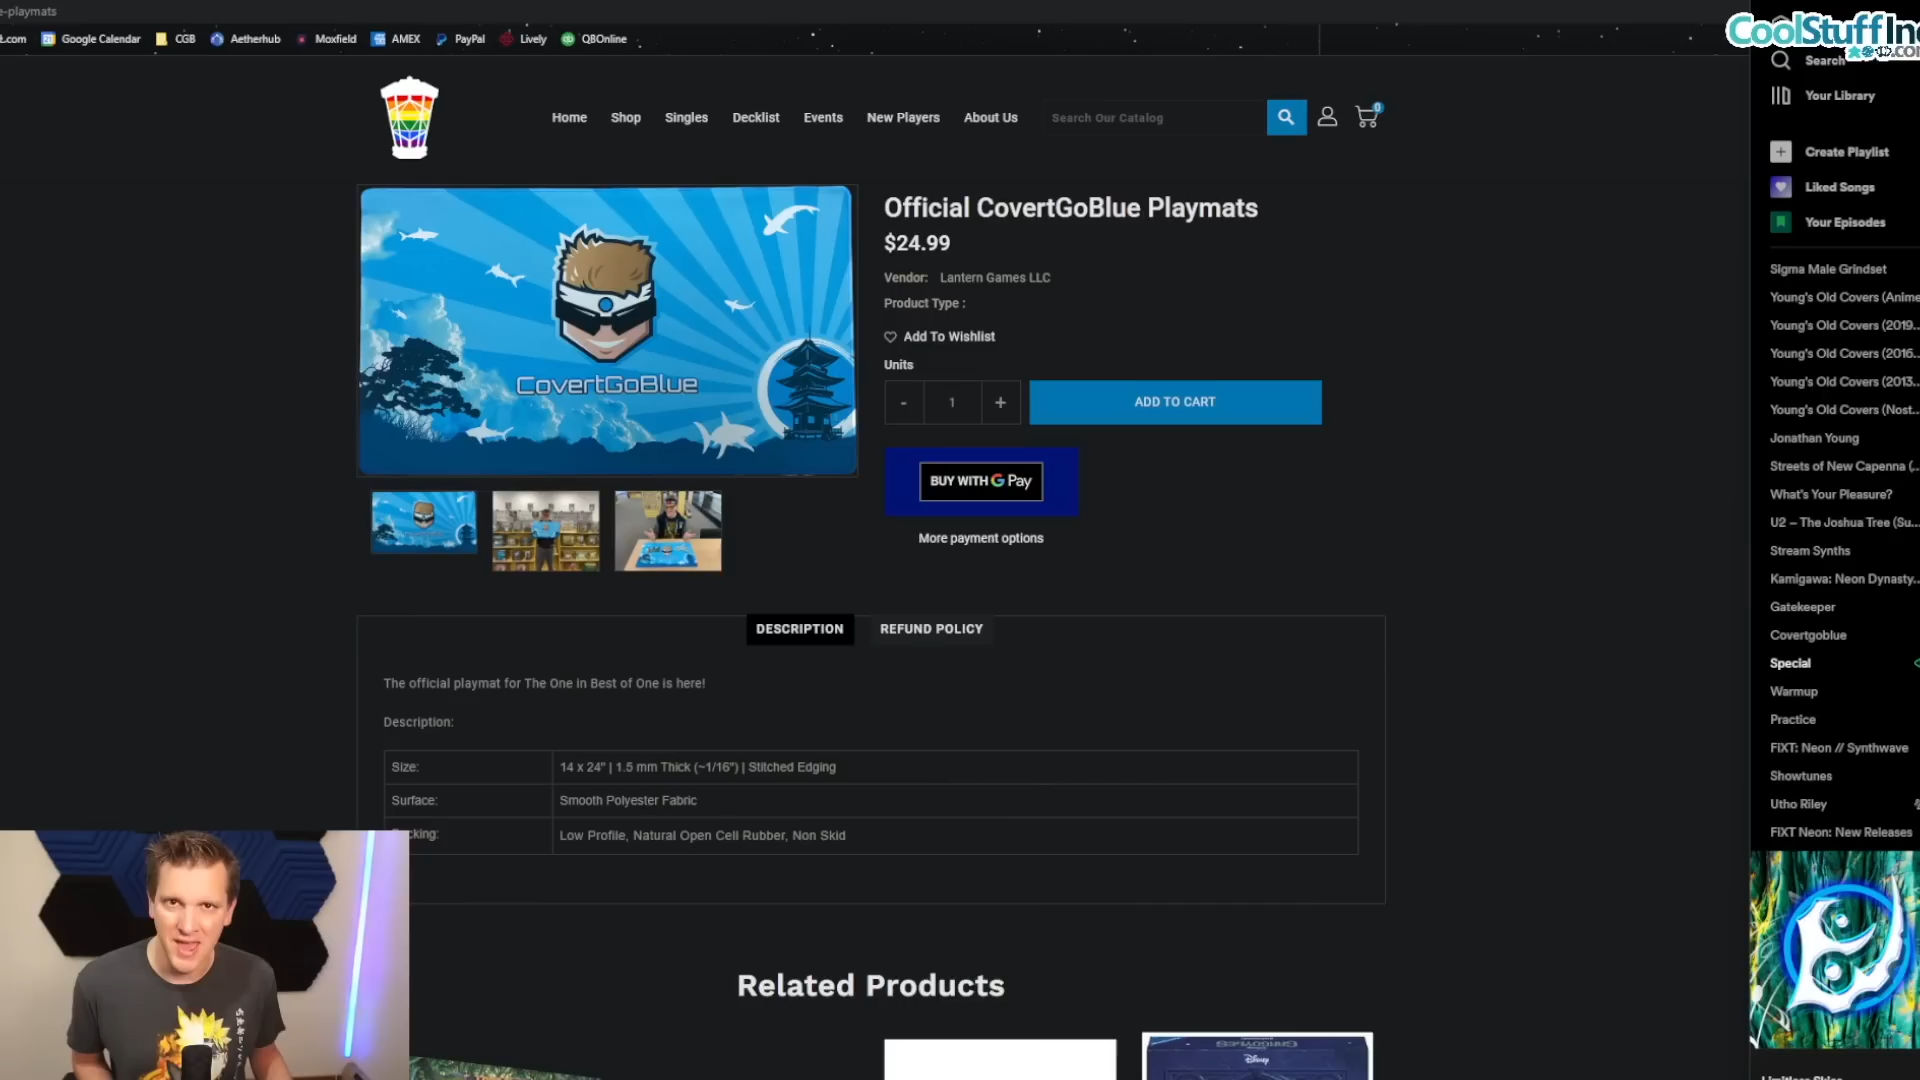 e-playmats
t.com
Google Calendar
CGB
Aetherhub
Moxfield
AMEX
PayPal
Lively
QBOnline
CoolStuffInc
.com
Home
Shop
Singles
Decklist
Events
New Players
About Us
Search Our Catalog
0
CovertGoBlue
Official CovertGoBlue Playmats
$24.99
Vendor: Lantern Games LLC
Product Type :
Add To Wishlist
Units
- 1 +
ADD TO CART
BUY WITH G Pay
More payment options
DESCRIPTION
REFUND POLICY
The official playmat for The One in Best of One is here!
Description:
Size: 14 x 24" | 1.5 mm Thick (~1/16") | Stitched Edging
Surface: Smooth Polyester Fabric
cking: Low Profile, Natural Open Cell Rubber, Non Skid
Related Products
Disney
Search
Your Library
Create Playlist
Liked Songs
Your Episodes
Sigma Male Grindset
Young's Old Covers (Anime
Young's Old Covers (2019...
Young's Old Covers (2016...
Young's Old Covers (2013...
Young's Old Covers (Nost...
Jonathan Young
Streets of New Capenna (...
What's Your Pleasure?
U2 – The Joshua Tree (Su...
Stream Synths
Kamigawa: Neon Dynasty...
Gatekeeper
Covertgoblue
Special
Warmup
Practice
FiXT: Neon // Synthwave
Showtunes
Utho Riley
FiXT Neon: New Releases